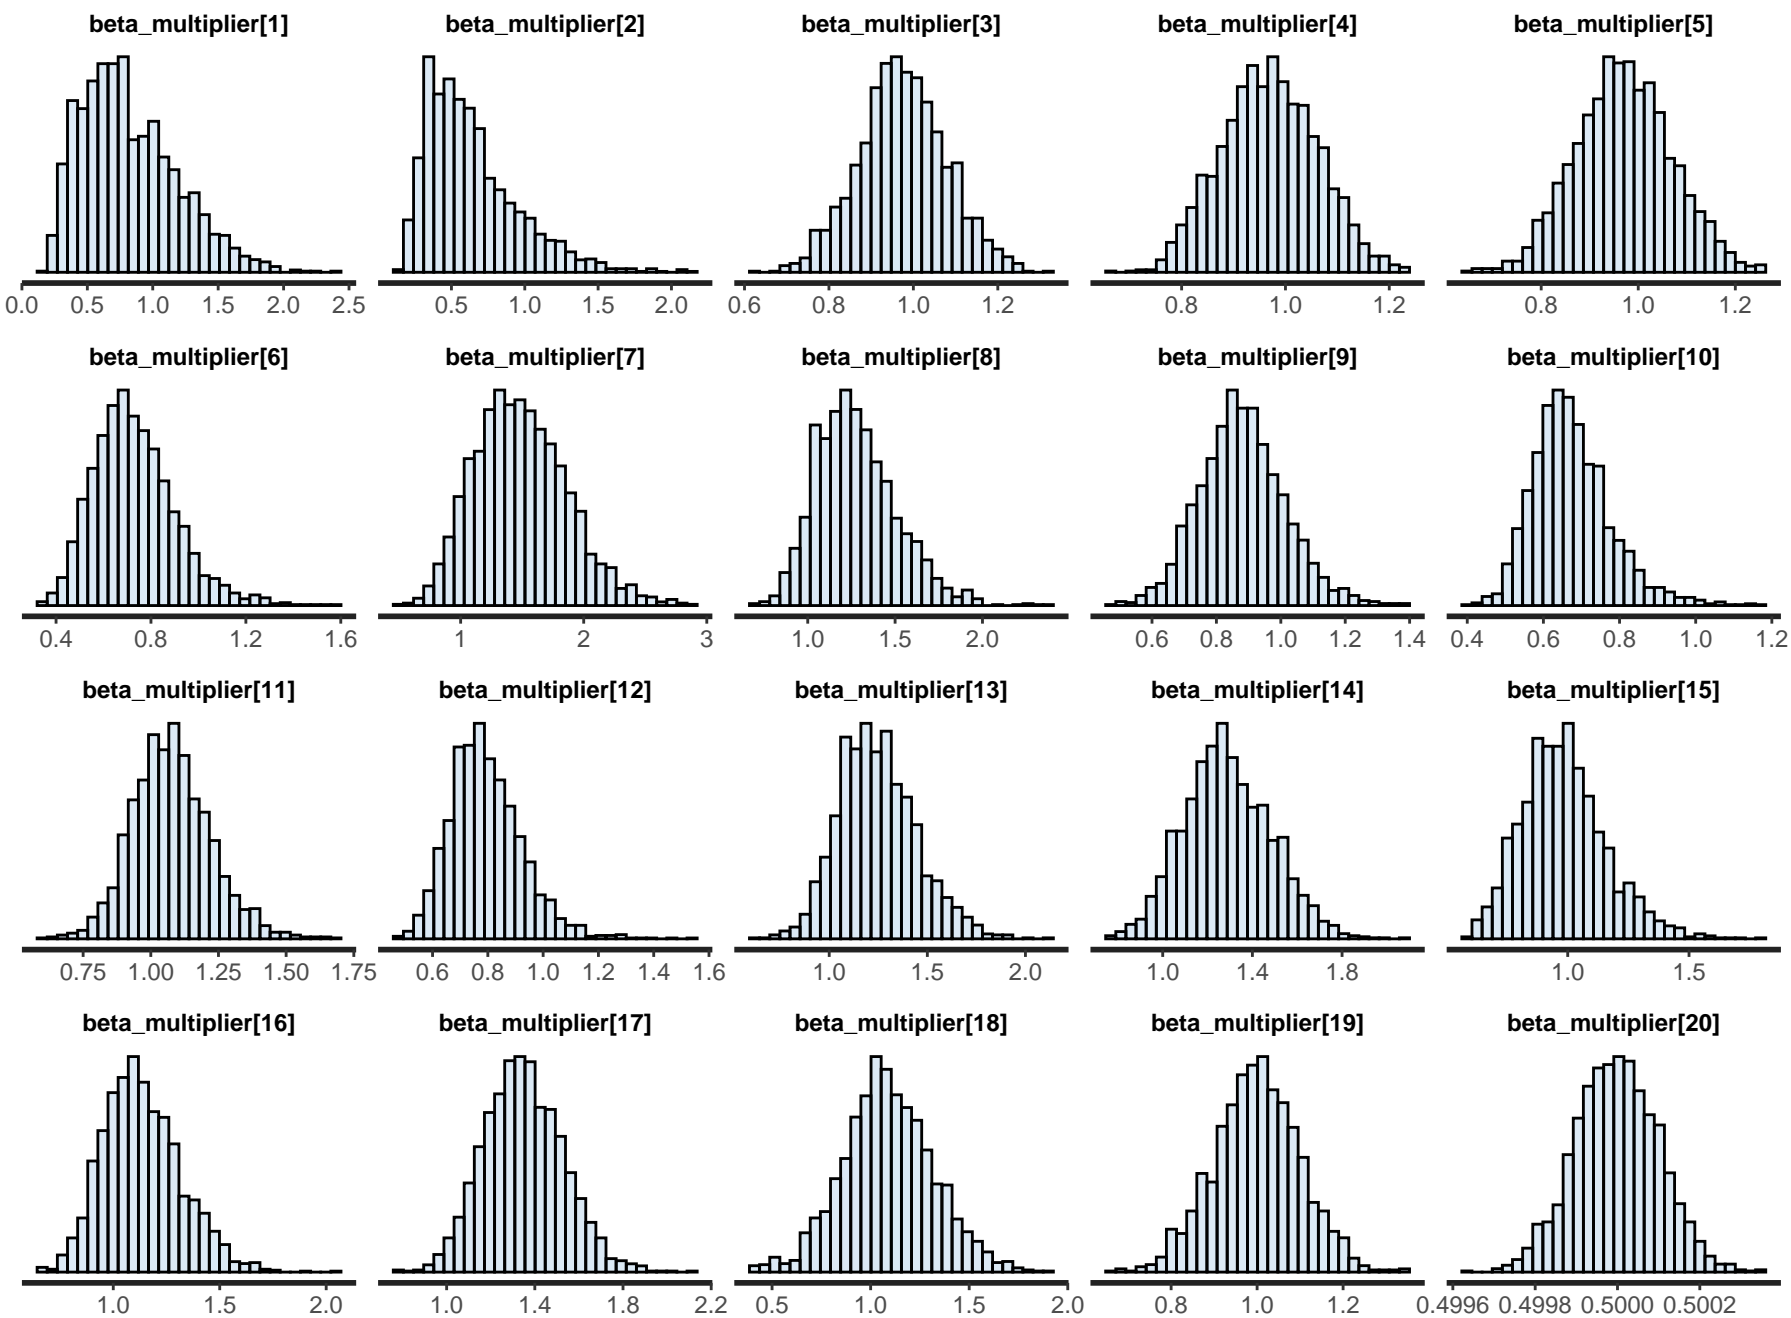 beta_multiplier[1] beta_multiplier[2] beta_multiplier[3] beta_multiplier[4] beta_multiplier[5]
0.0 0.5 1.0 1.5 2.0 2.5 0.5 1.0 1.5 2.0 0.6 0.8 1.0 1.2 0.8 1.0 1.2 0.8 1.0 1.2
beta_multiplier[6] beta_multiplier[7] beta_multiplier[8] beta_multiplier[9] beta_multiplier[10]
0.4 0.8 1.2 1.6 1 2 3 1.0 1.5 2.0 0.6 0.8 1.0 1.2 1.4 0.4 0.6 0.8 1.0 1.2
beta_multiplier[11] beta_multiplier[12] beta_multiplier[13] beta_multiplier[14] beta_multiplier[15]
0.75 1.00 1.25 1.50 1.75 0.6 0.8 1.0 1.2 1.4 1.6 1.0 1.5 2.0 1.0 1.4 1.8 1.0 1.5
beta_multiplier[16] beta_multiplier[17] beta_multiplier[18] beta_multiplier[19] beta_multiplier[20]
1.0 1.5 2.0 1.0 1.4 1.8 2.2 0.5 1.0 1.5 2.0 0.8 1.0 1.2 0.4996 0.4998 0.5000 0.5002